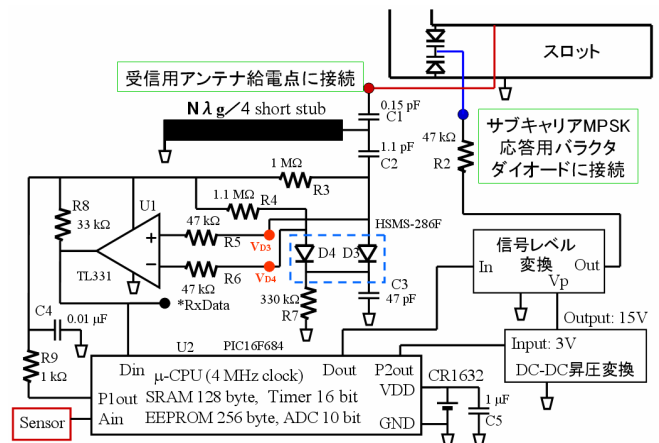 スロット
受信用アンテナ給電点に接続
Nλg／4 short stub
0.15 pF
C1
1.1 pF
C2
47 kΩ
R2
サブキャリアMPSK
応答用バラクタ
ダイオードに接続
1 MΩ
R3
1.1 MΩ
R4
R8
33 kΩ
U1
TL331
47 kΩ
R5
VD3
47 kΩ
R6
VD4
HSMS-286F
D4
D3
C3
47 pF
330 kΩ
R7
*RxData
C4
0.01 μF
R9
1 kΩ
信号レベル
変換
In
Out
Vp
Output: 15V
Input: 3V
DC-DC昇圧変換
U2
PIC16F684
Din
Dout
P2out
μ-CPU (4 MHz clock)
VDD
P1out
SRAM 128 byte, Timer 16 bit
Ain
EEPROM 256 byte, ADC 10 bit
GND
CR1632
1 μF
C5
Sensor